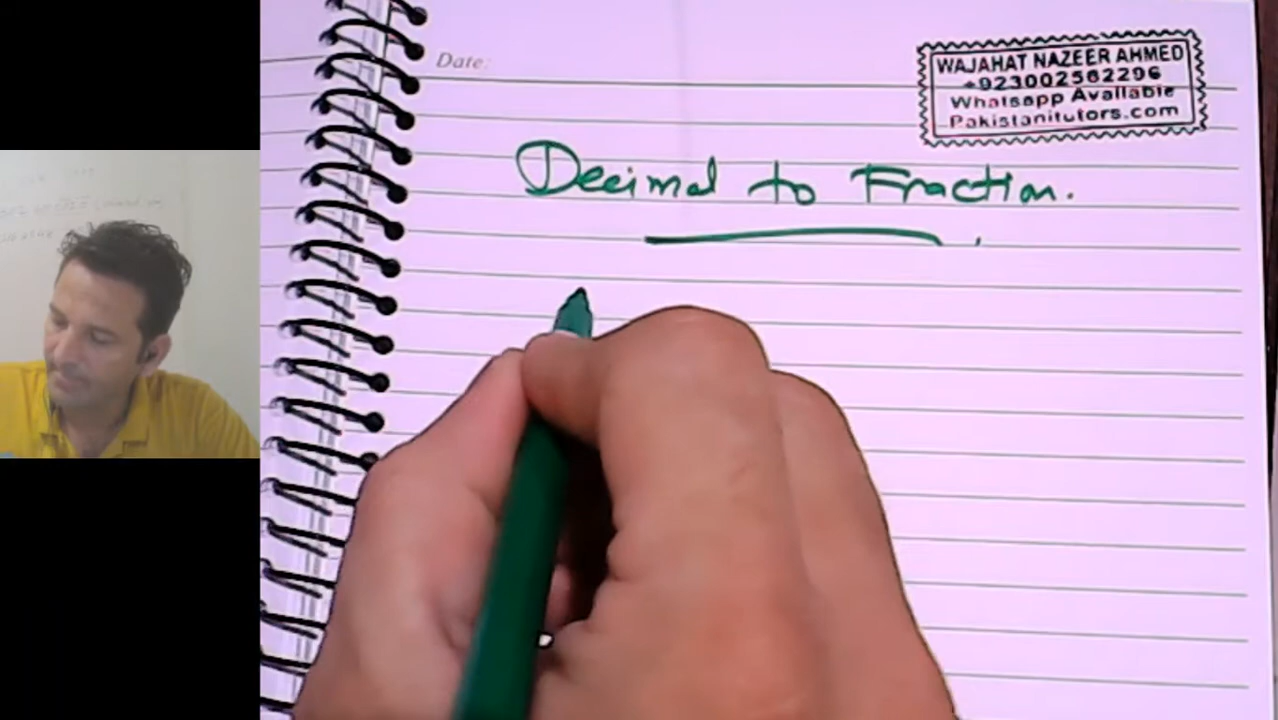 Date:
WAJAHAT NAZEER AHMED
+923002562296
Whatsapp Available
Pakistanitutors.com
Decimal to Fraction.